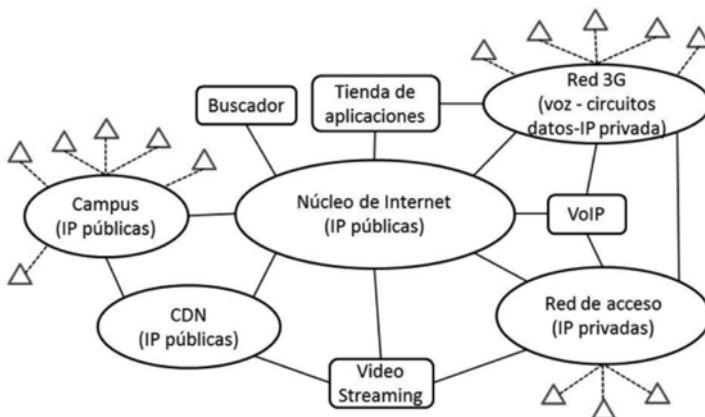 Red 3G
(voz - circuitos
datos-IP privada)
Tienda de
aplicaciones
Buscador
Campus
(IP públicas)
Núcleo de Internet
(IP públicas)
VoIP
CDN
(IP públicas)
Red de acceso
(IP privadas)
Video
Streaming